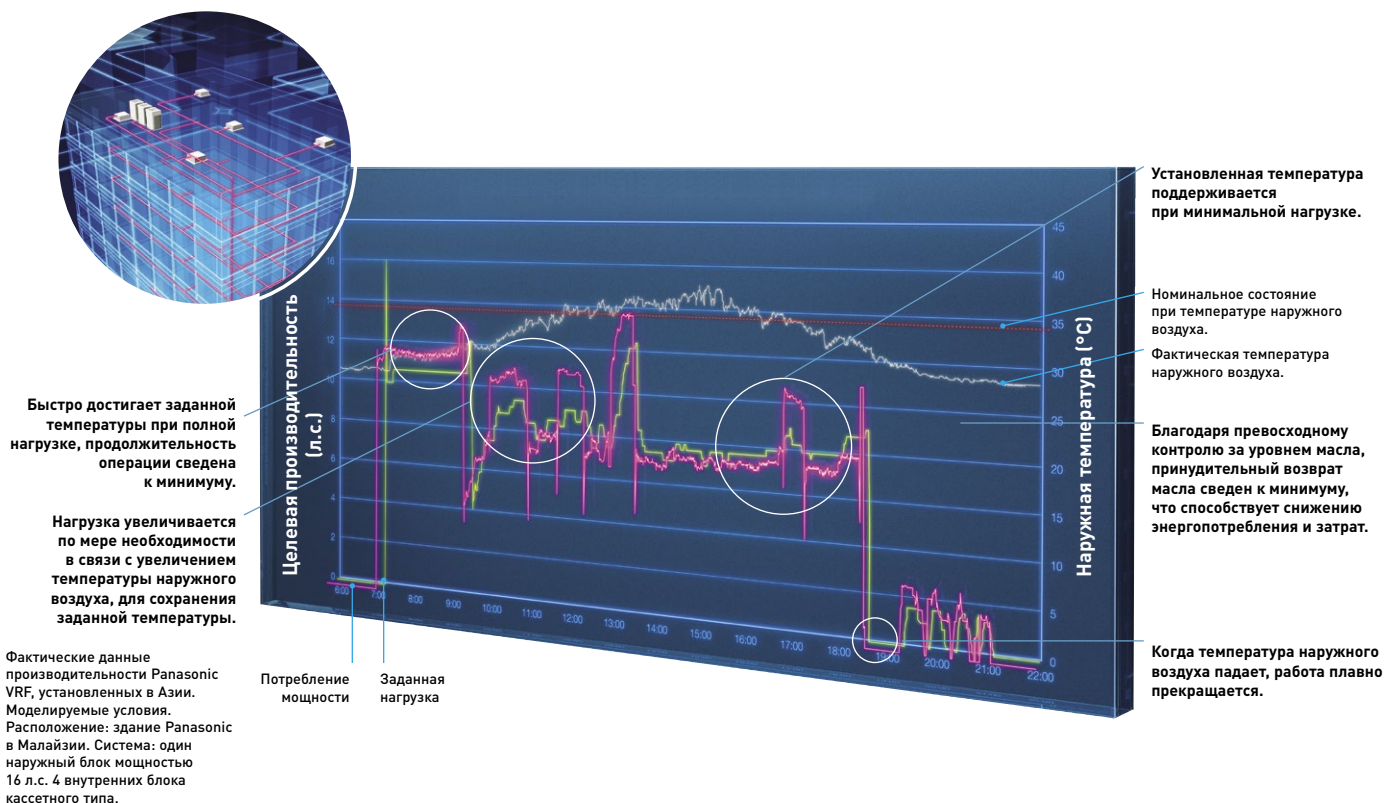 Установленная температура
поддерживается
при минимальной нагрузке.
Номинальное состояние
при температуре наружного
воздуха.
Фактическая температура
наружного воздуха.
Благодаря превосходному
контролю за уровнем масла,
принудительный возврат
масла сведен к минимуму,
что способствует снижению
энергопотребления и затрат.
Когда температура наружного
воздуха падает, работа плавно
прекращается.
Быстро достигает заданной
температуры при полной
нагрузке, продолжительность
операции сведена
к минимуму.
Нагрузка увеличивается
по мере необходимости
в связи с увеличением
температуры наружного
воздуха, для сохранения
заданной температуры.
Фактические данные
производительности Panasonic
VRF, установленных в Азии.
Моделируемые условия.
Расположение: здание Panasonic
в Малайзии. Система: один
наружный блок мощностью
16 л.с. 4 внутренних блока
кассетного типа.
Потребление
мощности
Заданная
нагрузка
Целевая производительность
(л.с.)
16
14
12
10
8
6
4
2
0
6:00 7:00 8:00 9:00 10:00 11:00 12:00 13:00 14:00 15:00 16:00 17:00 18:00 19:00 20:00 21:00 22:00
45
40
35
30
25
20
15
10
5
0
Наружная температура (°C)